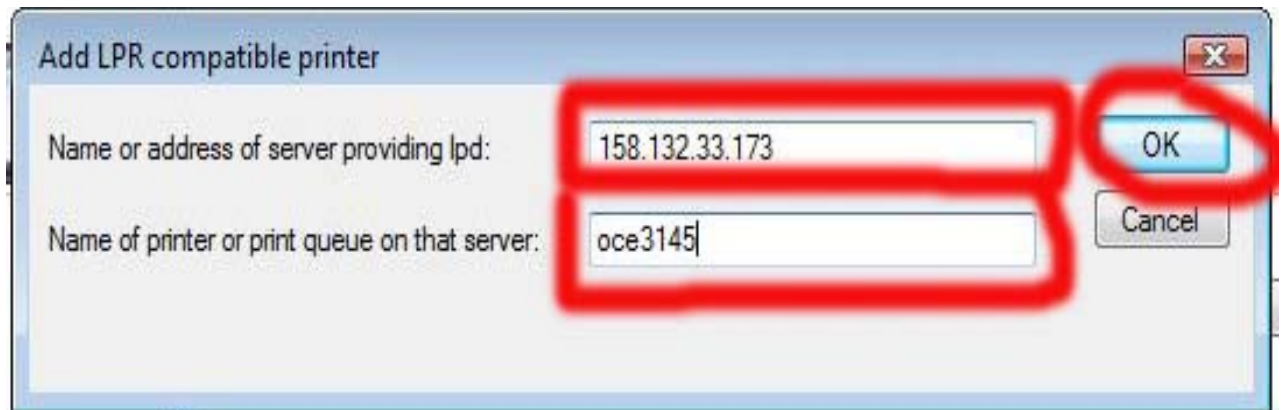 Add LPR compatible printer
Name or address of server providing lpd: 158.132.33.173 OK
Name of printer or print queue on that server: oce3145 Cancel